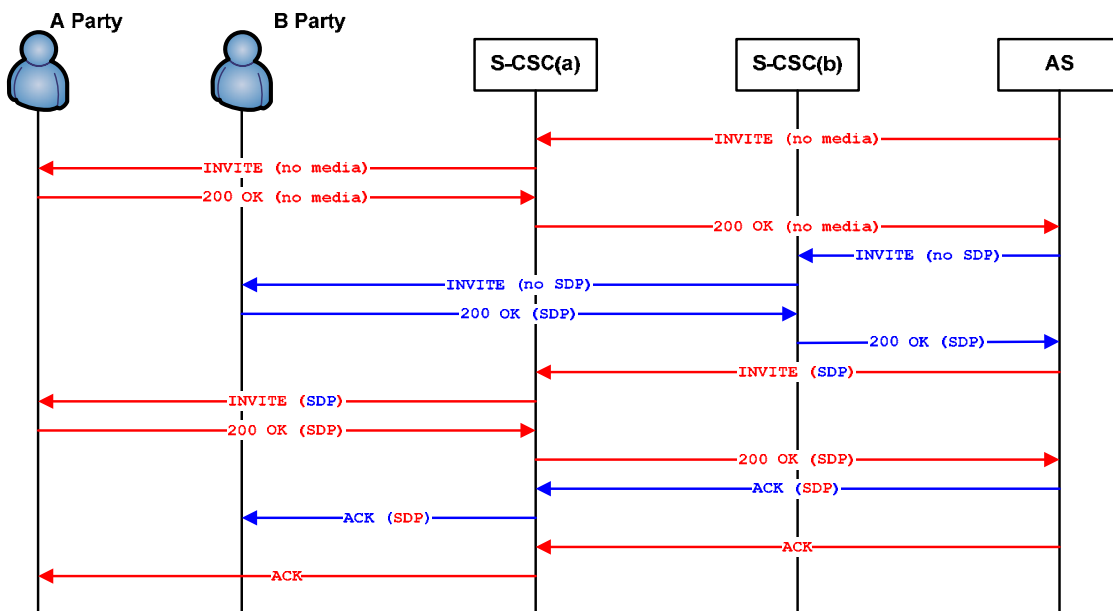 A Party
B Party
S-CSC(a)
S-CSC(b)
AS
INVITE (no media)
INVITE (no media)
200 OK (no media)
200 OK (no media)
INVITE (no SDP)
INVITE (no SDP)
200 OK (SDP)
200 OK (SDP)
INVITE (SDP)
INVITE (SDP)
200 OK (SDP)
200 OK (SDP)
ACK (SDP)
ACK (SDP)
ACK
ACK